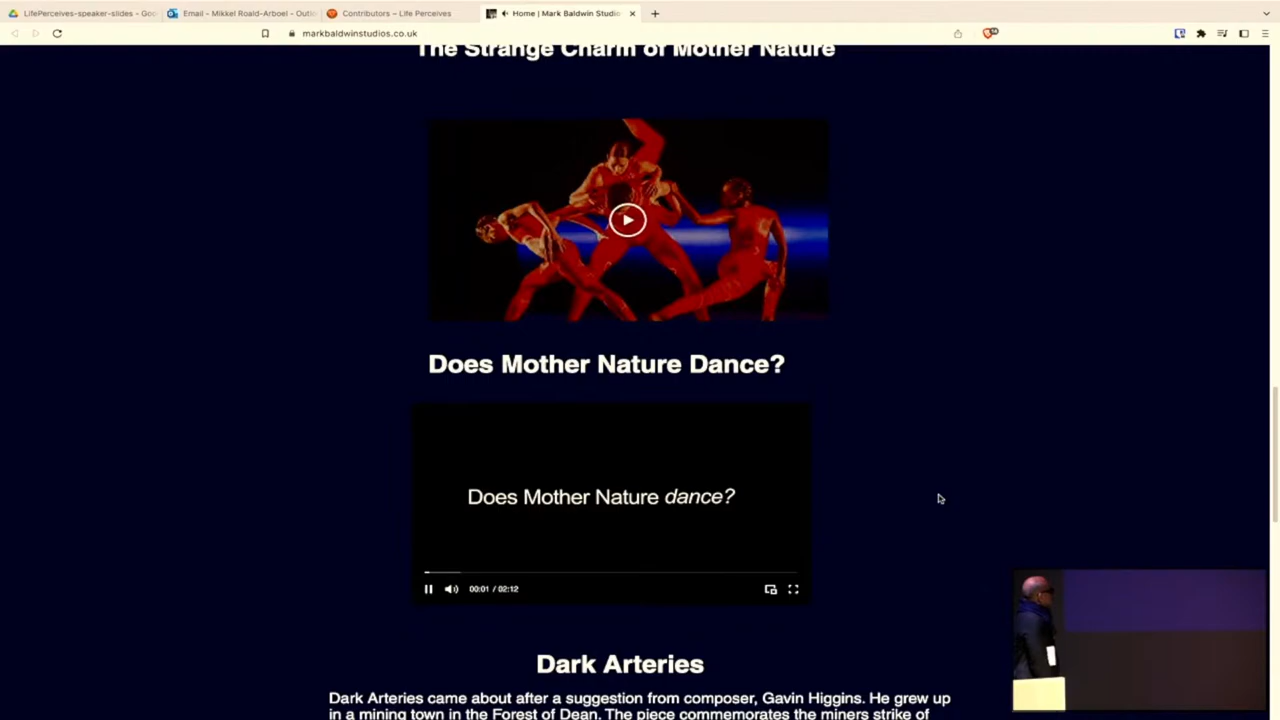 LifePerceives-speaker-slides - Goo
Email – Mikkel Roald-Arboel – Outlo
Contributors – Life Perceives
Home | Mark Baldwin Studio
markbaldwinstudios.co.uk
The Strange Charm of Mother Nature
Does Mother Nature Dance?
Does Mother Nature dance?
00:01 / 02:12
Dark Arteries
Dark Arteries came about after a suggestion from composer, Gavin Higgins. He grew up
in a mining town in the Forest of Dean. The piece commemorates the miners strike of